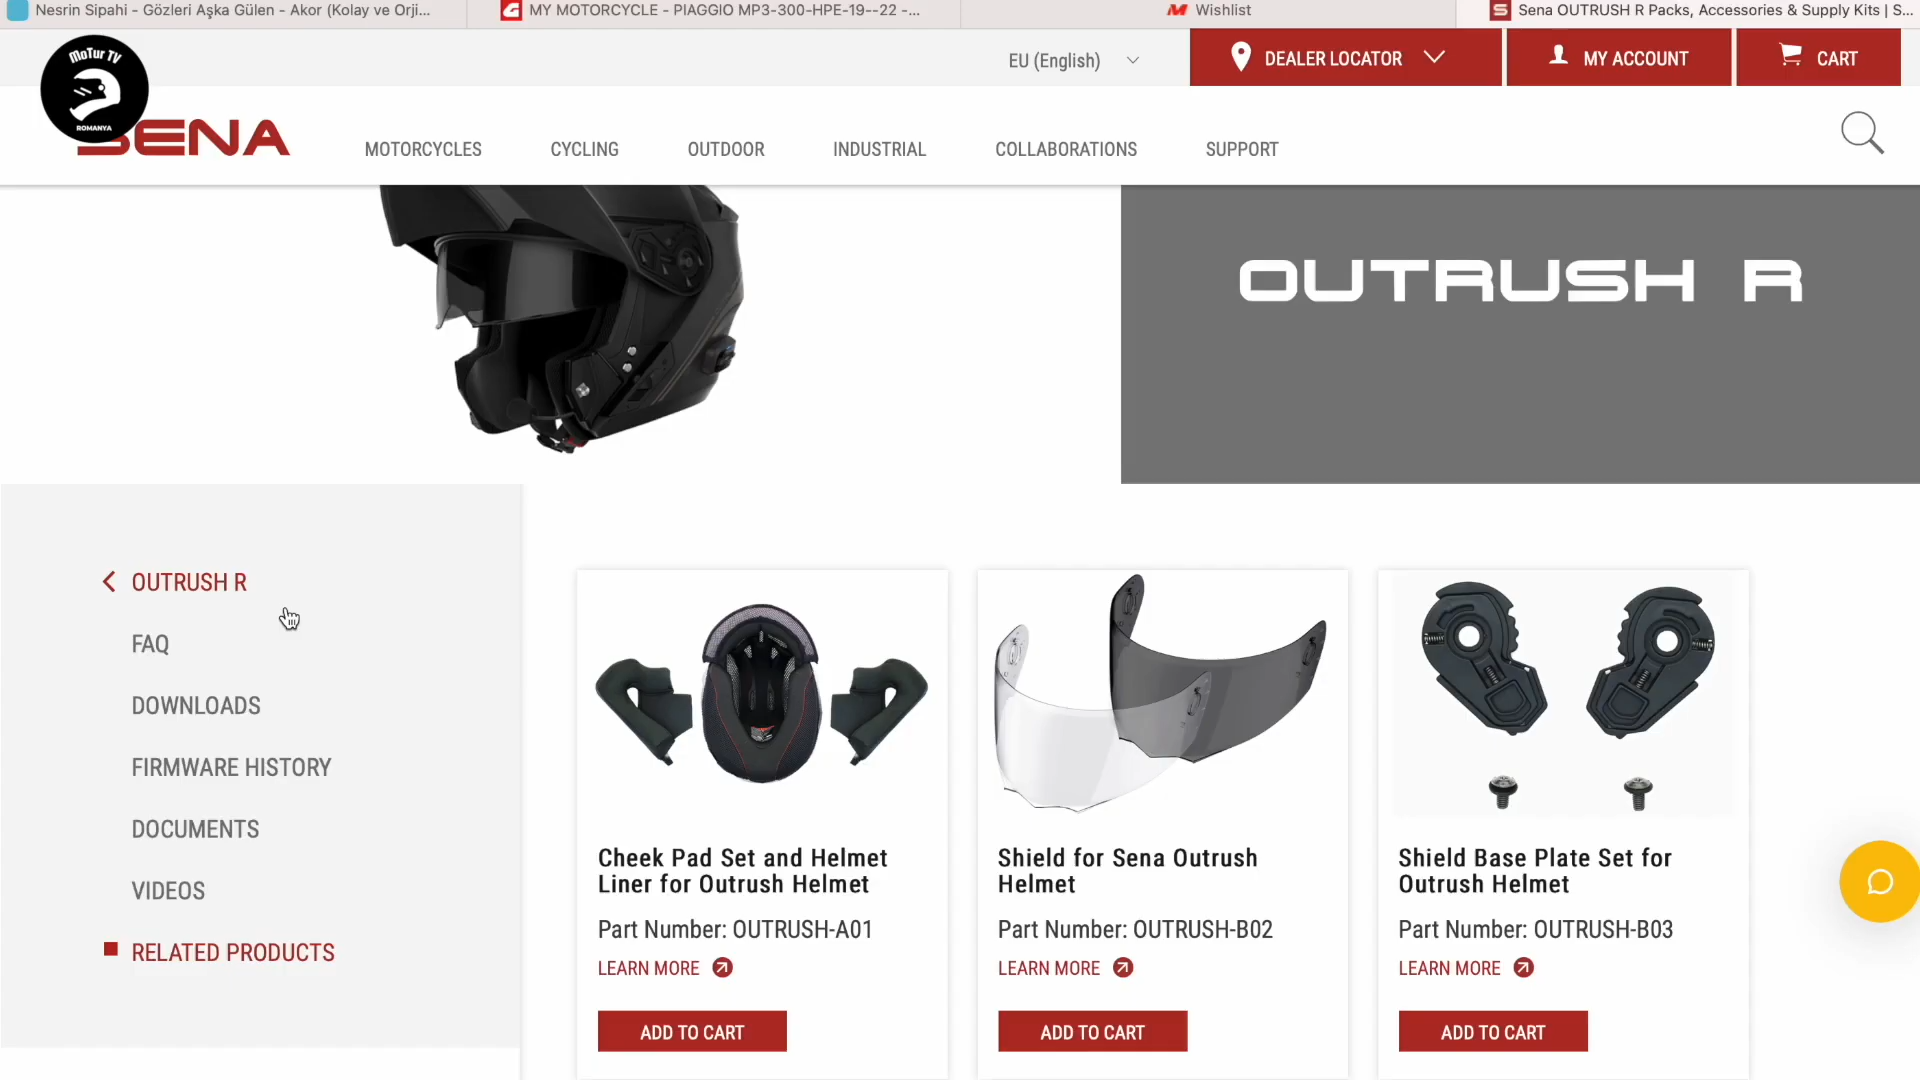 Nesrin Sipahi - Gözleri Aşka Gülen - Akor (Kolay ve Orji...
MY MOTORCYCLE - PIAGGIO MP3-300-HPE-19--22 -...
Wishlist
Sena OUTRUSH R Packs, Accessories & Supply Kits | S...
EU (English)
DEALER LOCATOR
MY ACCOUNT
CART
MoTur TV
ROMANYA
SENA
MOTORCYCLES
CYCLING
OUTDOOR
INDUSTRIAL
COLLABORATIONS
SUPPORT
OUTRUSH R
OUTRUSH R
FAQ
DOWNLOADS
FIRMWARE HISTORY
DOCUMENTS
VIDEOS
RELATED PRODUCTS
Cheek Pad Set and Helmet
Liner for Outrush Helmet
Part Number: OUTRUSH-A01
LEARN MORE
ADD TO CART
Shield for Sena Outrush
Helmet
Part Number: OUTRUSH-B02
LEARN MORE
ADD TO CART
Shield Base Plate Set for
Outrush Helmet
Part Number: OUTRUSH-B03
LEARN MORE
ADD TO CART